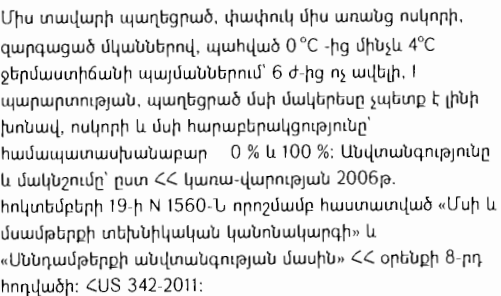 Միս տավարի պաղեցրած, փափուկ միս առանց ոսկորի,
զարգացած մկաններով, պահված 0 °C -ից մինչև 4°C
ջերմաստիճանի պայմաններում՝ 6 ժ-ից ոչ ավելի, I
պարարտության, պաղեցրած մսի մակերեսը չպետք է լինի
խոնավ, ոսկորի և մսի հարաբերակցությունը՝
համապատասխանաբար 0 % և 100 %: Անվտանգությունը
և մակնշումը՝ ըստ ՀՀ կառա-վարության 2006թ.
հոկտեմբերի 19-ի N 1560-Ն որոշմամբ հաստատված «Մսի և
մսամթերքի տեխնիկական կանոնակարգի» և
«Սննդամթերքի անվտանգության մասին» ՀՀ օրենքի 8-րդ
հոդվածի: ՀՍՏ 342-2011: